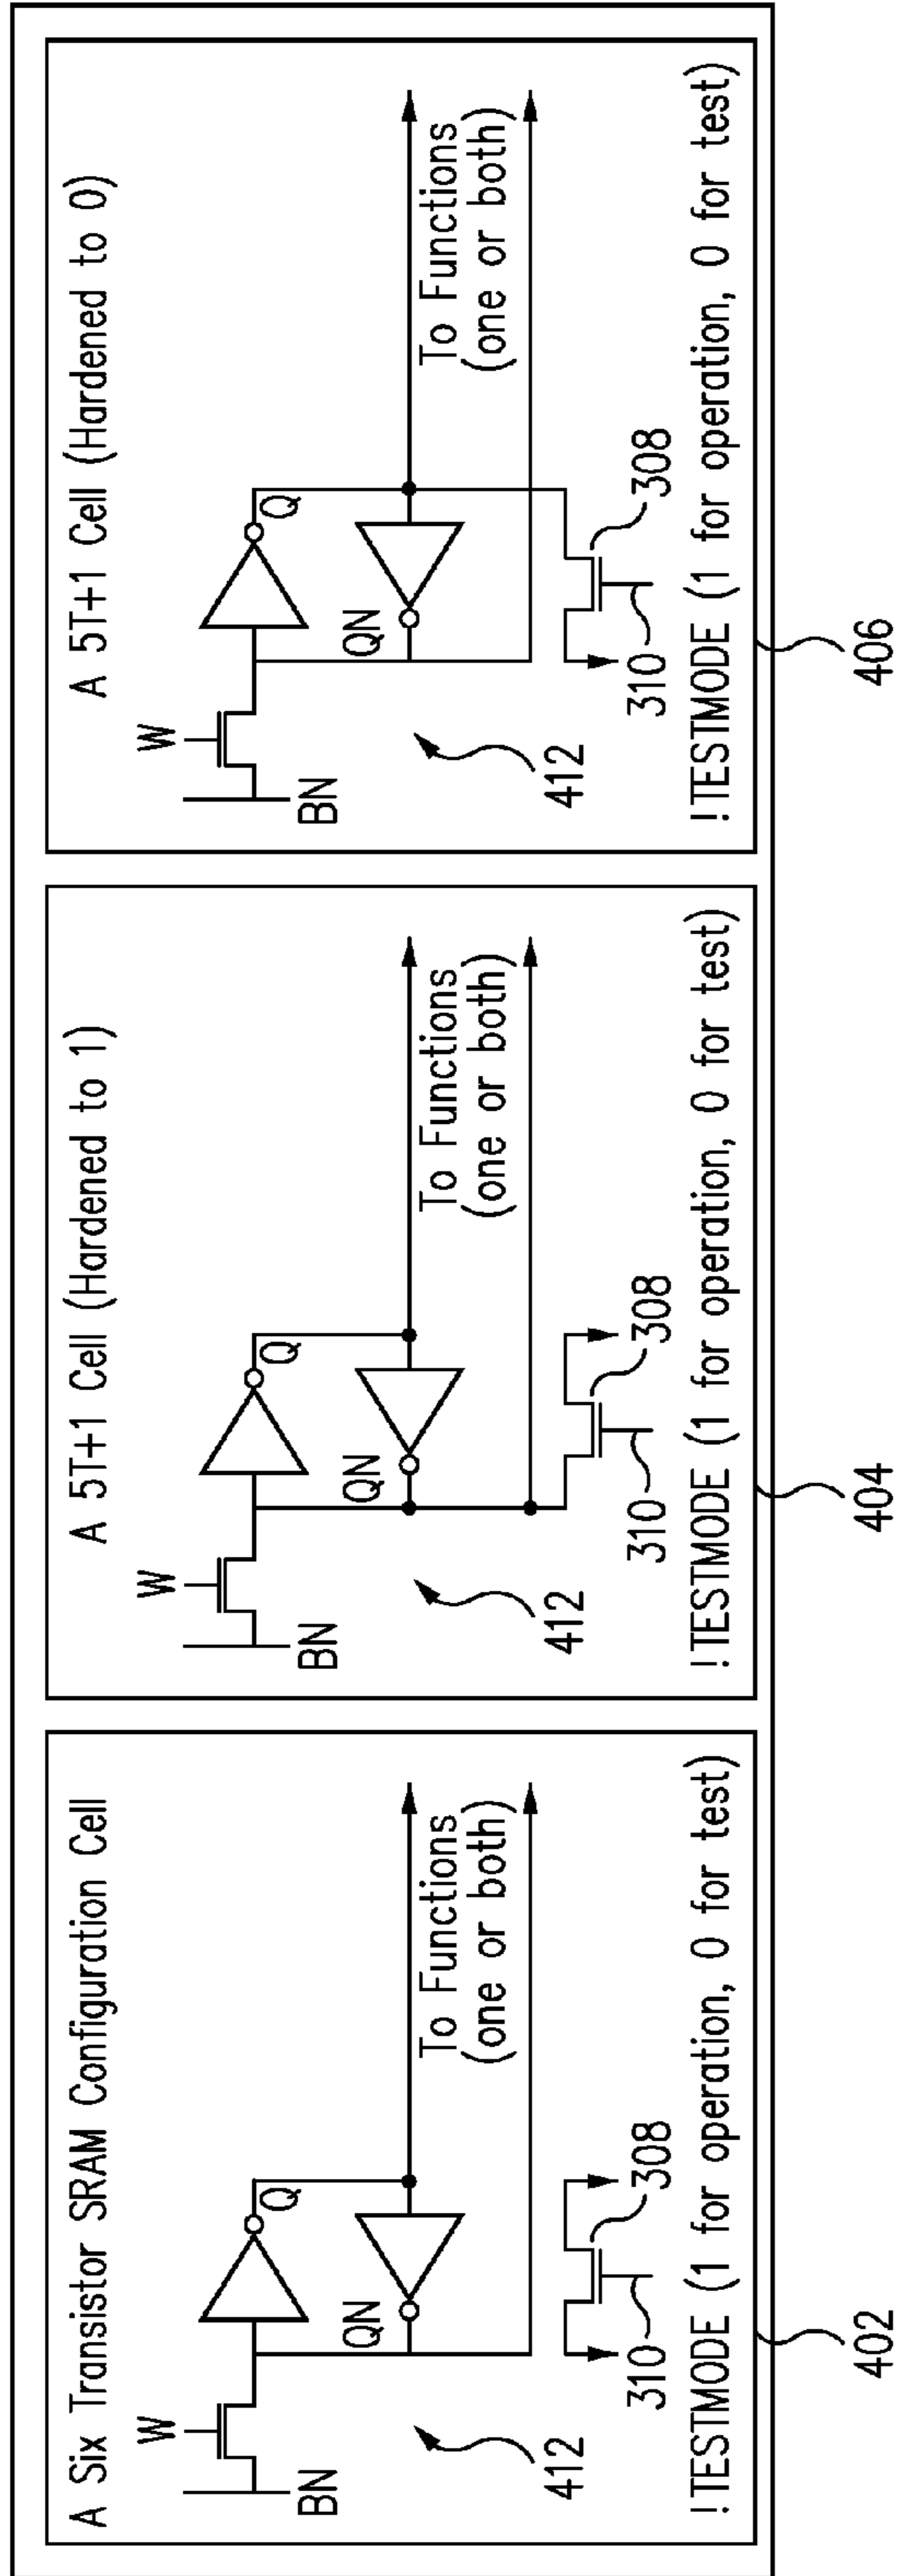 A Six Transistor SRAM Configuration Cell
W
BN
Q
QN
To Functions
(one or both)
412
310
308
!TESTMODE (1 for operation, 0 for test)
402
A 5T+1 Cell (Hardened to 1)
W
BN
Q
QN
To Functions
(one or both)
412
310
308
!TESTMODE (1 for operation, 0 for test)
404
A 5T+1 Cell (Hardened to 0)
W
BN
Q
QN
To Functions
(one or both)
412
310
308
!TESTMODE (1 for operation, 0 for test)
406